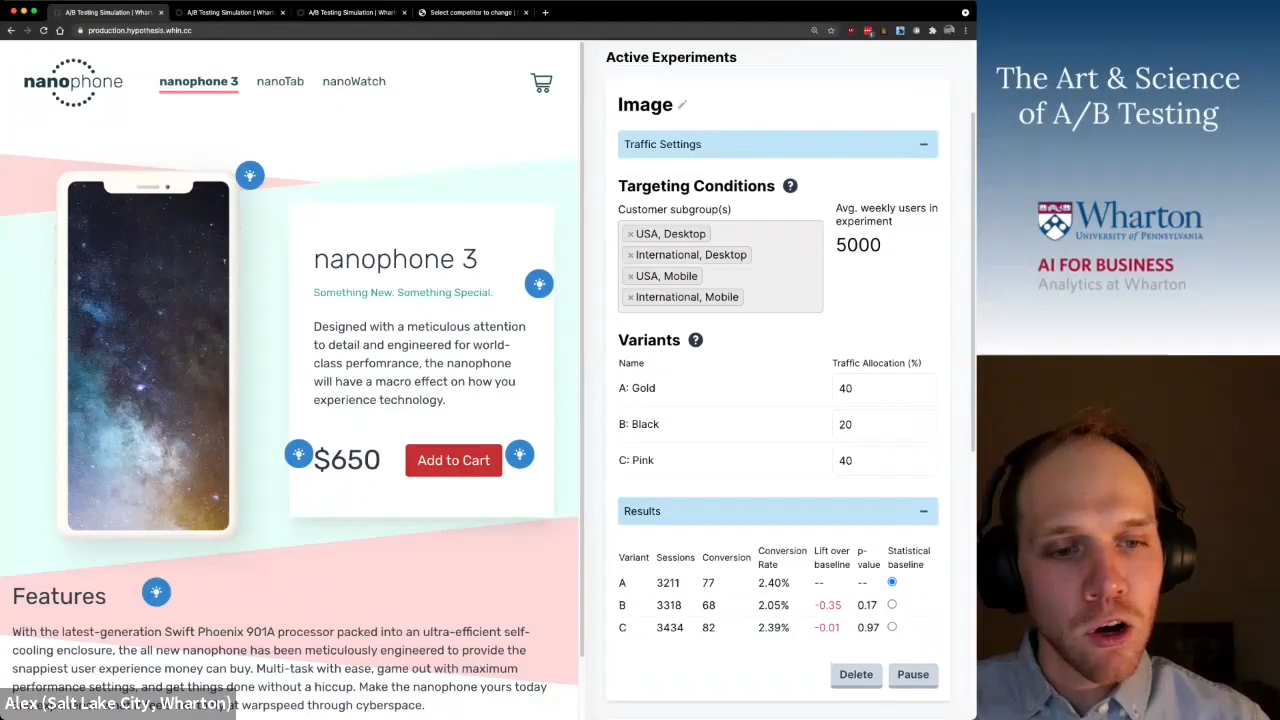 A/B Testing Simulation | Whart
A/B Testing Simulation | Whart
A/B Testing Simulation | Whart
Select competitor to change |
production.hypothesis.whin.cc
nanophone
nanophone 3
nanoTab
nanoWatch
nanophone 3
Something New. Something Special.
Designed with a meticulous attention
to detail and engineered for world-
class perfomrance, the nanophone
will have a macro effect on how you
experience technology.
$650
Add to Cart
Features
With the latest-generation Swift Phoenix 901A processor packed into an ultra-efficient self-
cooling enclosure, the all new nanophone has been meticulously engineered to provide the
snappiest user experience money can buy. Multi-task with ease, game out with maximum
performance settings, and get things done without a hiccup. Make the nanophone yours today
at warpspeed through cyberspace.
Alex (Salt Lake City, Wharton)
Active Experiments
Image
Traffic Settings
Targeting Conditions ?
Customer subgroup(s)
× USA, Desktop
× International, Desktop
× USA, Mobile
× International, Mobile
Avg. weekly users in
experiment
5000
Variants ?
Name Traffic Allocation (%)
A: Gold 40
B: Black 20
C: Pink 40
Results
Variant Sessions Conversion Conversion Rate Lift over baseline p-value Statistical baseline
A 3211 77 2.40% -- --
B 3318 68 2.05% -0.35 0.17
C 3434 82 2.39% -0.01 0.97
Delete
Pause
The Art & Science
of A/B Testing
Wharton
UNIVERSITY OF PENNSYLVANIA
AI FOR BUSINESS
Analytics at Wharton